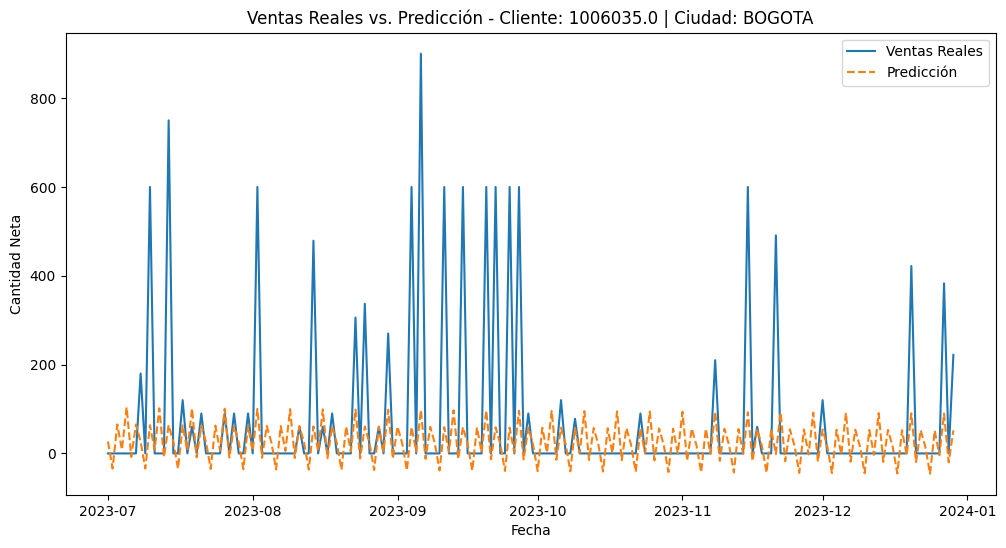 Ventas Reales vs. Predicción - Cliente: 1006035.0 | Ciudad: BOGOTA
Ventas Reales
Predicción
Cantidad Neta
800
600
400
200
0
2023-07
2023-08
2023-09
2023-10
2023-11
2023-12
2024-01
Fecha